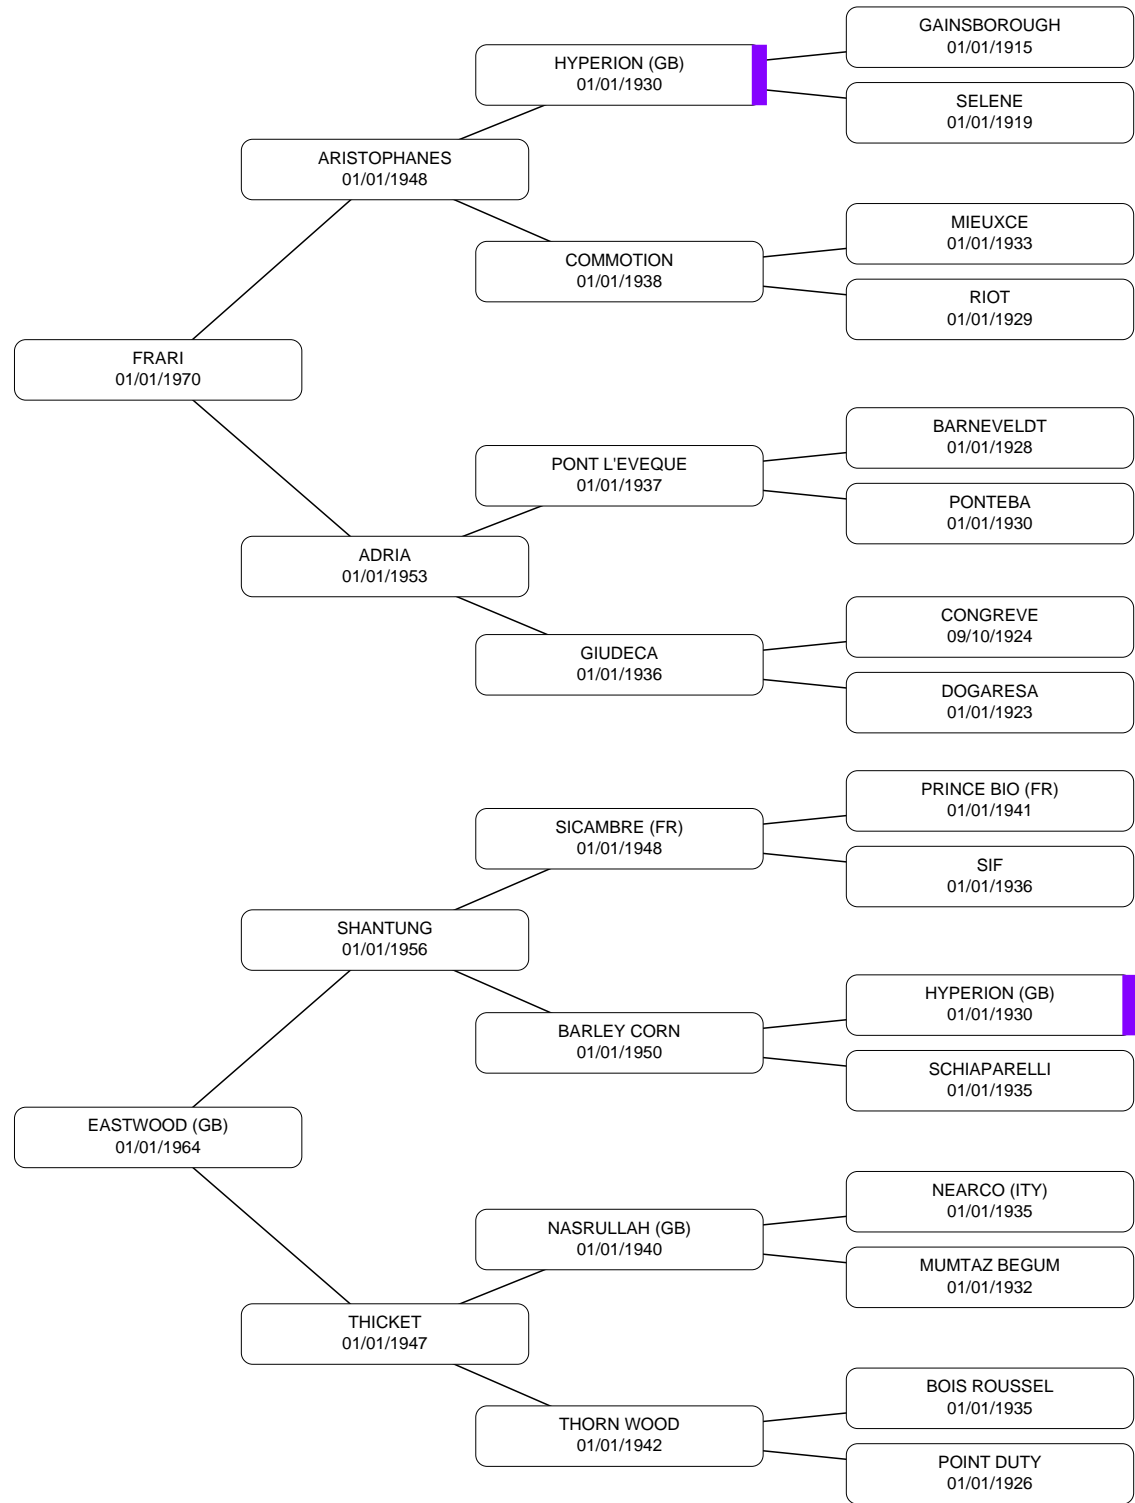 GAINSBOROUGH
01/01/1915
HYPERION (GB)
01/01/1930
SELENE
01/01/1919
ARISTOPHANES
01/01/1948
MIEUXCE
01/01/1933
COMMOTION
01/01/1938
RIOT
01/01/1929
FRARI
01/01/1970
BARNEVELDT
01/01/1928
PONT L'EVEQUE
01/01/1937
PONTEBA
01/01/1930
ADRIA
01/01/1953
CONGREVE
09/10/1924
GIUDECA
01/01/1936
DOGARESA
01/01/1923
PRINCE BIO (FR)
01/01/1941
SICAMBRE (FR)
01/01/1948
SIF
01/01/1936
SHANTUNG
01/01/1956
HYPERION (GB)
01/01/1930
BARLEY CORN
01/01/1950
SCHIAPARELLI
01/01/1935
EASTWOOD (GB)
01/01/1964
NEARCO (ITY)
01/01/1935
NASRULLAH (GB)
01/01/1940
MUMTAZ BEGUM
01/01/1932
THICKET
01/01/1947
BOIS ROUSSEL
01/01/1935
THORN WOOD
01/01/1942
POINT DUTY
01/01/1926